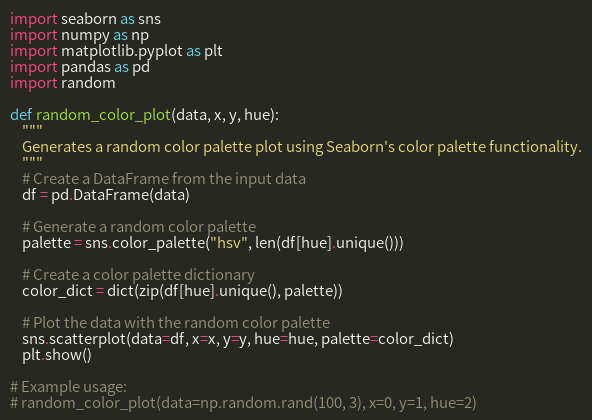 import seaborn as sns
import numpy as np
import matplotlib.pyplot as plt
import pandas as pd
import random

def random_color_plot(data, x, y, hue):
    """
    Generates a random color palette plot using Seaborn's color palette functionality.
    """
    # Create a DataFrame from the input data
    df = pd.DataFrame(data)

    # Generate a random color palette
    palette = sns.color_palette("hsv", len(df[hue].unique()))

    # Create a color palette dictionary
    color_dict = dict(zip(df[hue].unique(), palette))

    # Plot the data with the random color palette
    sns.scatterplot(data=df, x=x, y=y, hue=hue, palette=color_dict)
    plt.show()

# Example usage:
# random_color_plot(data=np.random.rand(100, 3), x=0, y=1, hue=2)